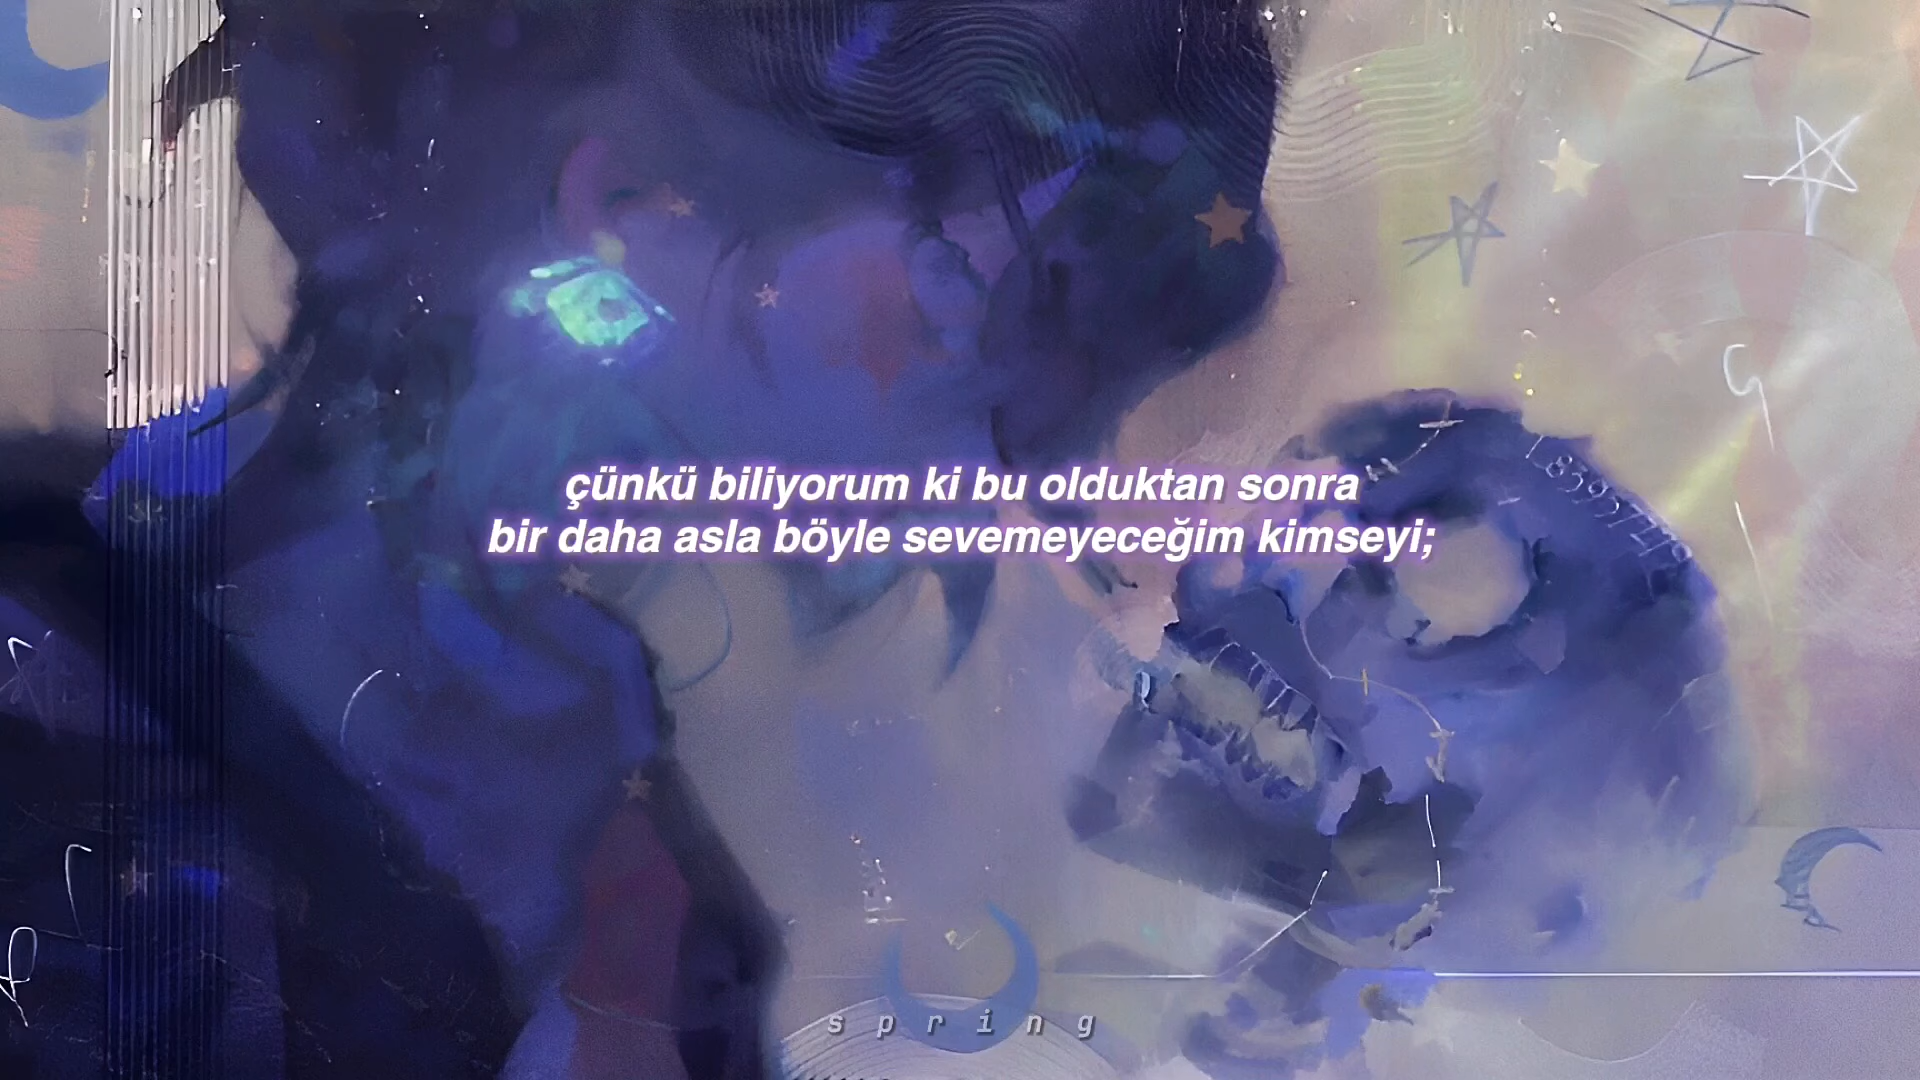 çünkü biliyorum ki bu olduktan sonra
bir daha asla böyle sevemeyeceğim kimseyi;
spring